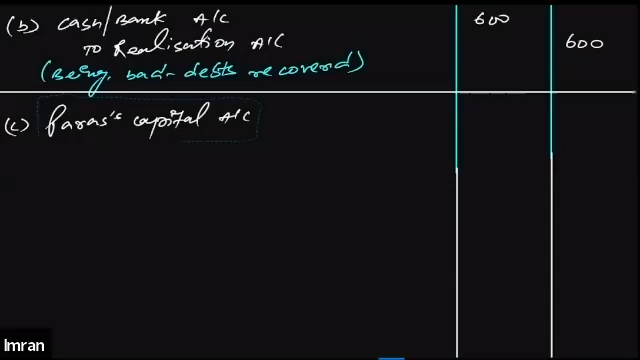 (b) Cash/Bank A/C 600
To Realisation A/C 600
(Being bad-debts recovered)
(c) Paras's capital A/C
Imran